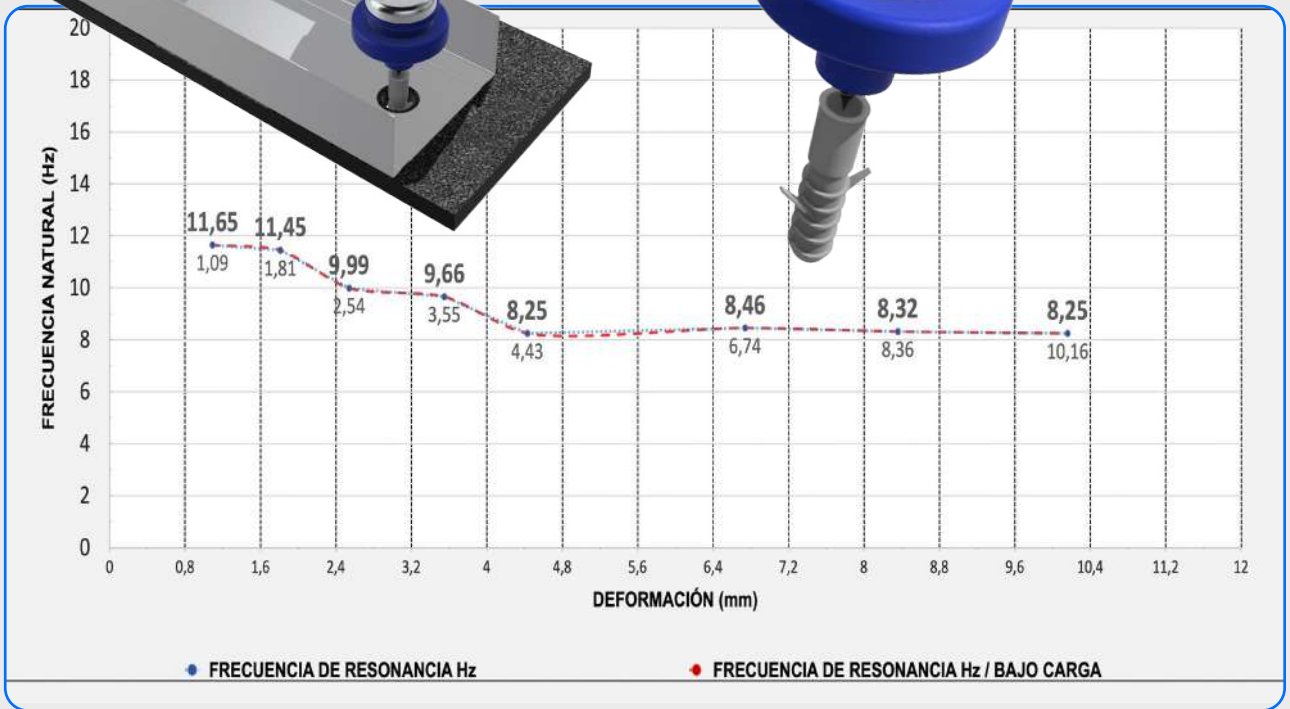 20
18
16
14
12
10
8
6
4
2
0
FRECUENCIA NATURAL (Hz)
11,65 11,45 9,99 9,66 8,25 8,46 8,32 8,25
1,09 1,81 2,54 3,55 4,43 6,74 8,36 10,16
0 0,8 1,6 2,4 3,2 4 4,8 5,6 6,4 7,2 8 8,8 9,6 10,4 11,2 12
DEFORMACIÓN (mm)
FRECUENCIA DE RESONANCIA Hz
FRECUENCIA DE RESONANCIA Hz / BAJO CARGA